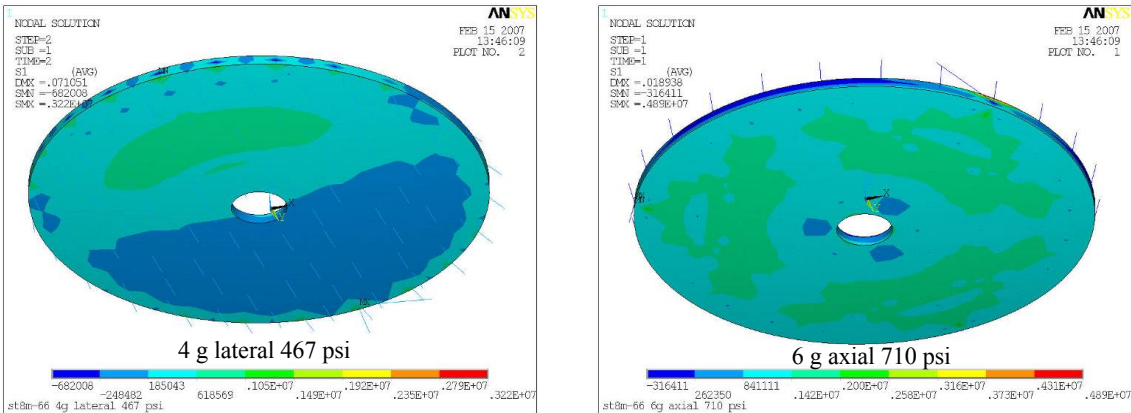 1
ANSYS
NODAL SOLUTION
FEB 15 2007
13:46:09
PLOT NO. 2
STEP=2
SUB =1
TIME=2
S1 (AVG)
DMX =.071051
SMN =-682008
SMX =.322E+07
MN
X
Y
MX
4 g lateral 467 psi
-682008 185043 .105E+07 .192E+07 .279E+07
-248482 618569 .149E+07 .235E+07 .322E+07
st8m-66 4g lateral 467 psi
1
ANSYS
NODAL SOLUTION
FEB 15 2007
13:46:09
PLOT NO. 1
STEP=1
SUB =1
TIME=1
S1 (AVG)
DMX =.018938
SMN =-316411
SMX =.489E+07
X
6 g axial 710 psi
-316411 841111 .200E+07 .316E+07 .431E+07
262350 .142E+07 .258E+07 .373E+07 .489E+07
st8m-66 6g axial 710 psi